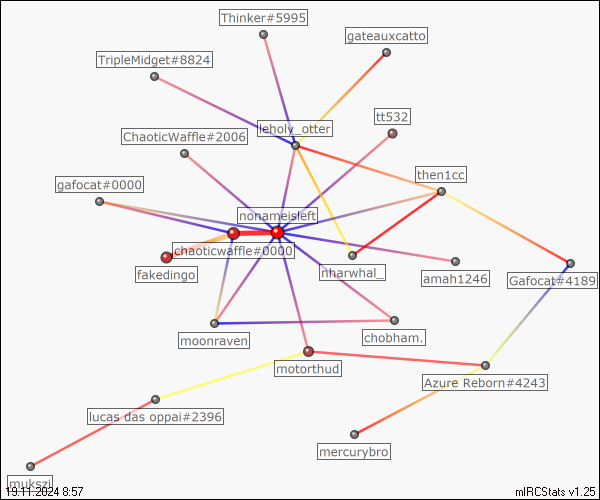 Thinker#5995
gateauxcatto
TripleMidget#8824
tt532
leholy_otter
ChaoticWaffle#2006
then1cc
gafocat#0000
nonameisleft
chaoticwaffle#0000
fakedingo
nharwhal_
amah1246
Gafocat#4189
moonraven
chobham.
motorthud
Azure Reborn#4243
lucas das oppai#2396
mercurybro
mukszi
19.11.2024 8:57
mIRCStats v1.25